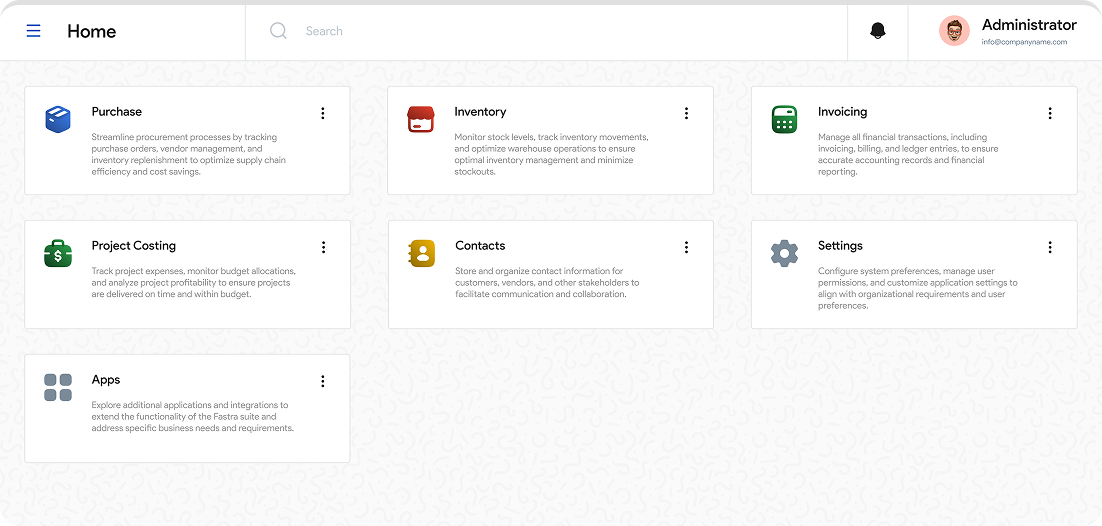 Home
Search
Administrator
info@companyname.com
Purchase
Streamline procurement processes by tracking
purchase orders, vendor management, and
inventory replenishment to optimize supply chain
efficiency and cost savings.
Inventory
Monitor stock levels, track inventory movements,
and optimize warehouse operations to ensure
optimal inventory management and minimize
stockouts.
Invoicing
Manage all financial transactions, including
invoicing, billing, and ledger entries, to ensure
accurate accounting records and financial
reporting.
Project Costing
Track project expenses, monitor budget allocations,
and analyze project profitability to ensure projects
are delivered on time and within budget.
Contacts
Store and organize contact information for
customers, vendors, and other stakeholders to
facilitate communication and collaboration.
Settings
Configure system preferences, manage user
permissions, and customize application settings to
align with organizational requirements and user
preferences.
Apps
Explore additional applications and integrations to
extend the functionality of the Fastra suite and
address specific business needs and requirements.